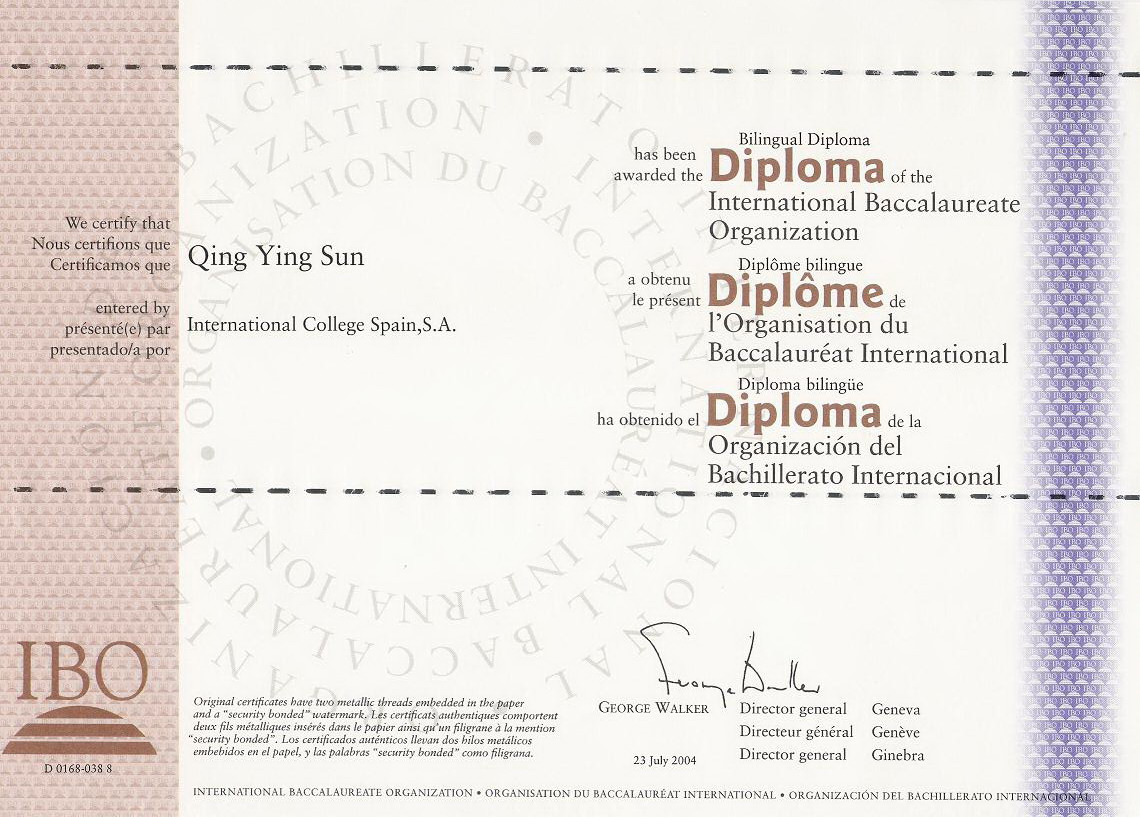 We certify that
Nous certifions que
Certificamos que
Qing Ying Sun
entered by
présenté(e) par
presentado/a por
International College Spain,S.A.
Bilingual Diploma
has been
awarded the
Diploma of the
International Baccalaureate
Organization
Diplôme bilingue
a obtenu
le présent
Diplôme de
l'Organisation du
Baccalauréat International
Diploma bilingüe
ha obtenido el Diploma de la
Organización del
Bachillerato Internacional
IBO
D 0168-038 8
Original certificates have two metallic threads embedded in the paper
and a "security bonded" watermark. Les certificats authentiques comportent
deux fils métalliques insérés dans le papier ainsi qu'un filigrane à la mention
"security bonded". Los certificados auténticos llevan dos hilos metálicos
embebidos en el papel, y las palabras "security bonded" como filigrana.
George Walker
GEORGE WALKER
Director general Geneva
Directeur général Genève
Director general Ginebra
23 July 2004
INTERNATIONAL BACCALAUREATE ORGANIZATION • ORGANISATION DU BACCALAURÉAT INTERNATIONAL • ORGANIZACIÓN DEL BACHILLERATO INTERNACIONAL